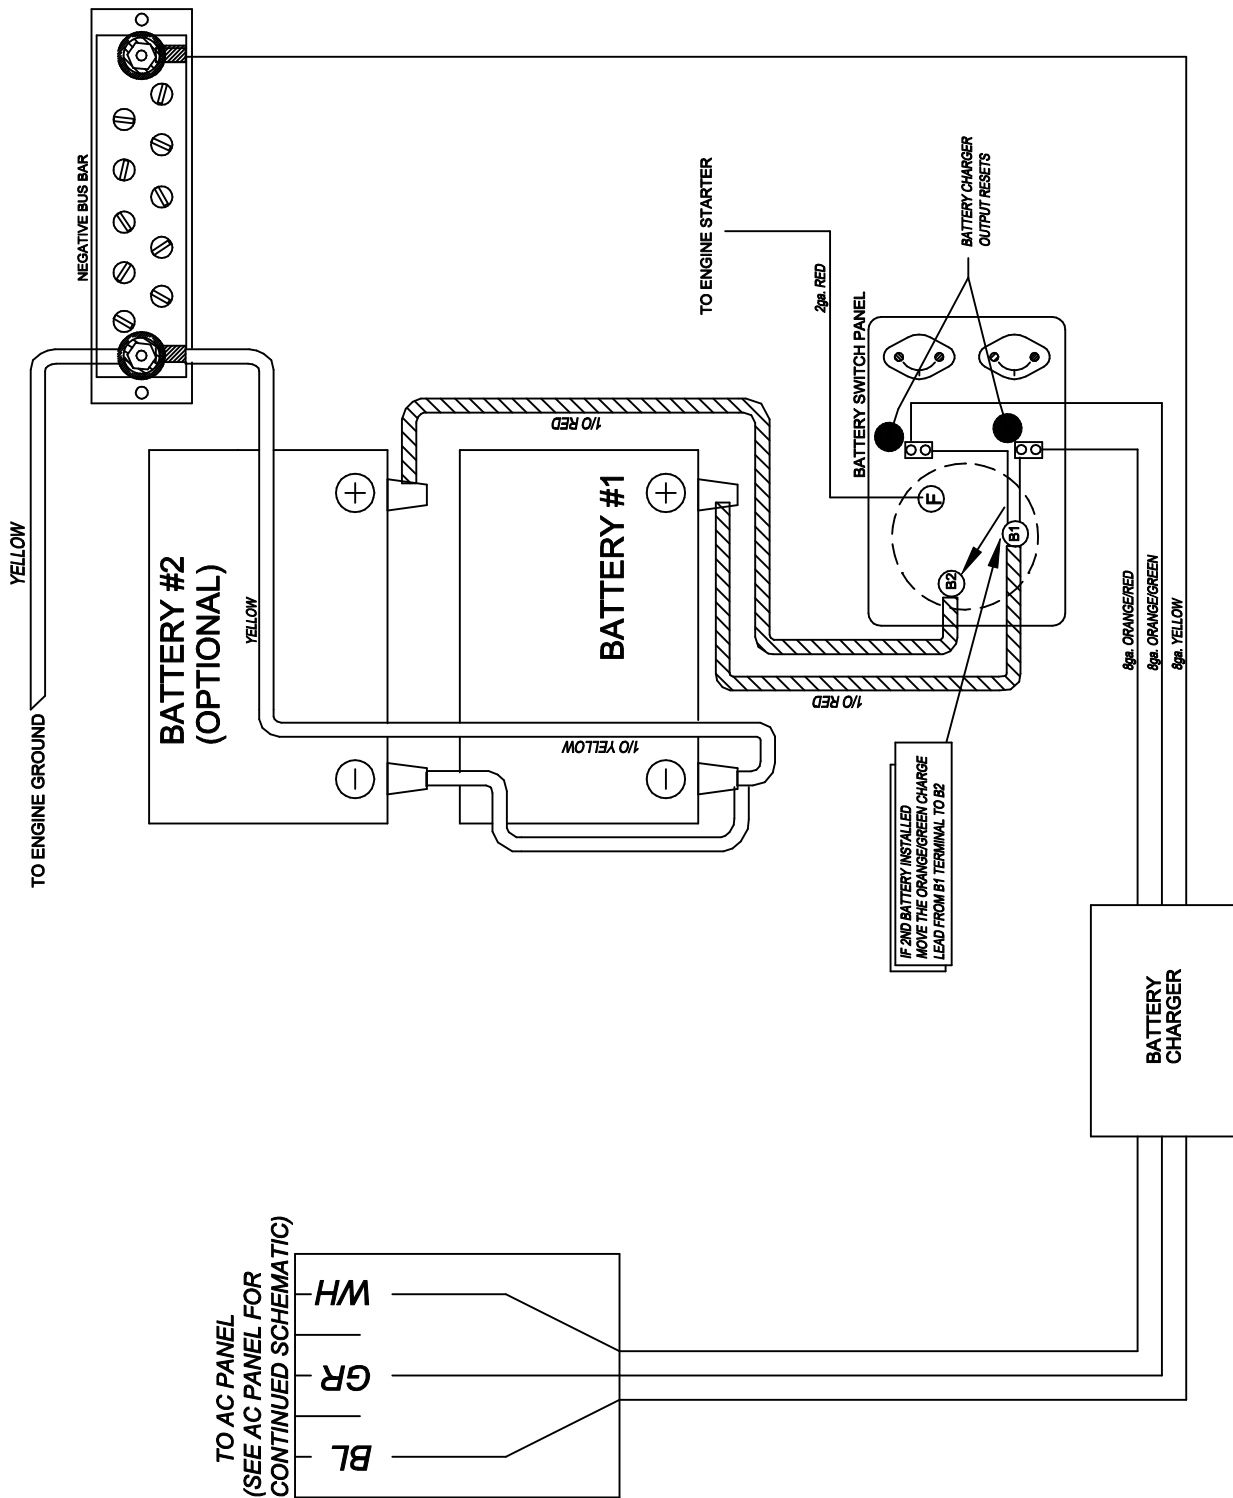 NEGATIVE BUS BAR
YELLOW
TO ENGINE GROUND
BATTERY #2
(OPTIONAL)
YELLOW
BATTERY #1
1/O RED
1/O YELLOW
1/O RED
TO ENGINE STARTER
2ga. RED
BATTERY SWITCH PANEL
BATTERY CHARGER
OUTPUT RESETS
F
B2
B1
IF 2ND BATTERY INSTALLED
MOVE THE ORANGE/GREEN CHARGE
LEAD FROM B1 TERMINAL TO B2
8ga. ORANGE/RED
8ga. ORANGE/GREEN
8ga. YELLOW
BATTERY
CHARGER
TO AC PANEL
(SEE AC PANEL FOR
CONTINUED SCHEMATIC)
WH
GR
BL